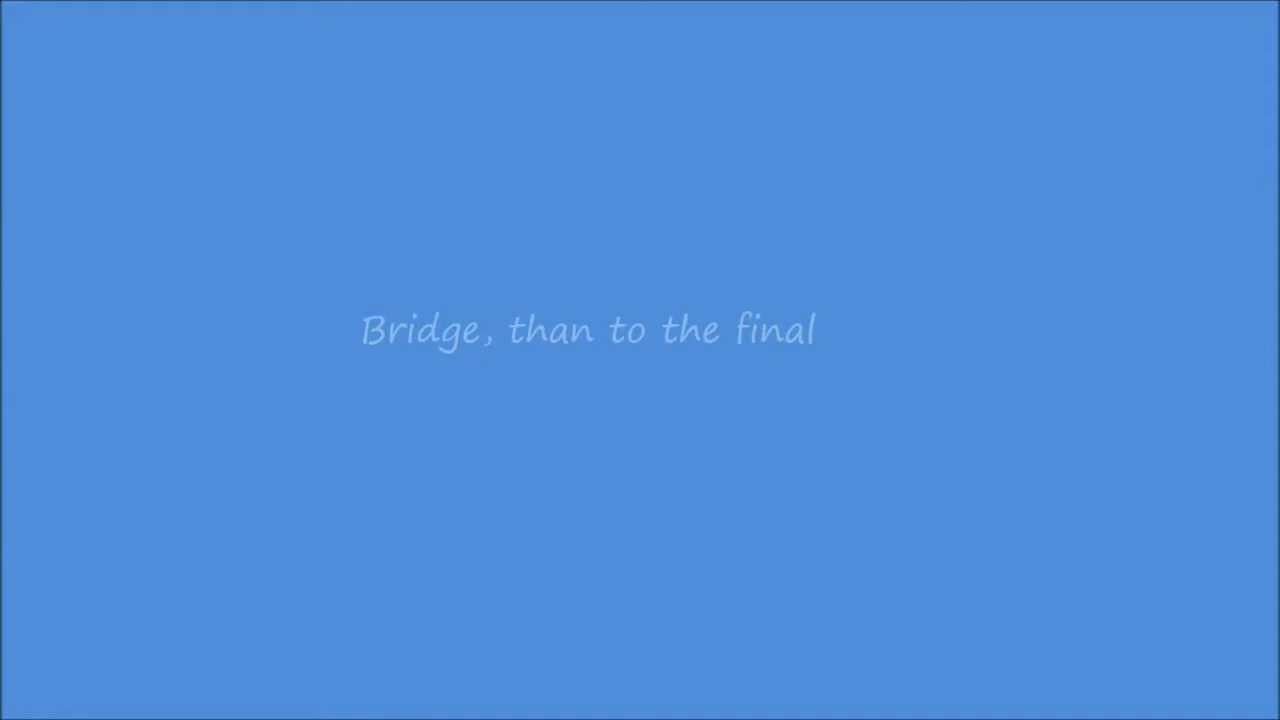 Bridge, than to the final